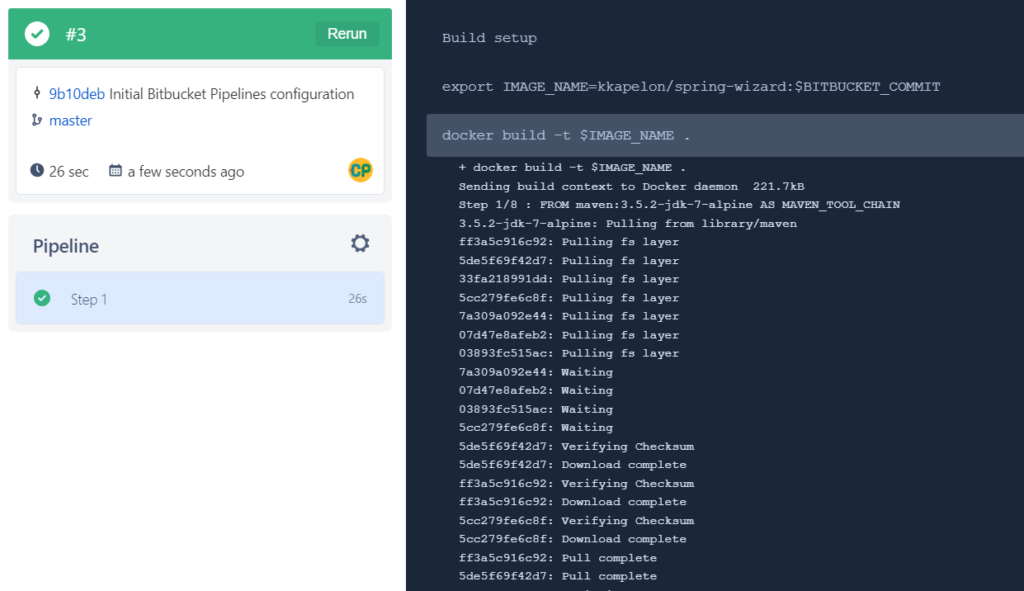 #3
Rerun
9b10deb Initial Bitbucket Pipelines configuration
master
26 sec a few seconds ago
CP
Pipeline
Step 1 26s
Build setup
export IMAGE_NAME=kkapelon/spring-wizard:$BITBUCKET_COMMIT
docker build -t $IMAGE_NAME .
+ docker build -t $IMAGE_NAME .
Sending build context to Docker daemon 221.7kB
Step 1/8 : FROM maven:3.5.2-jdk-7-alpine AS MAVEN_TOOL_CHAIN
3.5.2-jdk-7-alpine: Pulling from library/maven
ff3a5c916c92: Pulling fs layer
5de5f69f42d7: Pulling fs layer
33fa218991dd: Pulling fs layer
5cc279fe6c8f: Pulling fs layer
7a309a092e44: Pulling fs layer
07d47e8afeb2: Pulling fs layer
03893fc515ac: Pulling fs layer
7a309a092e44: Waiting
07d47e8afeb2: Waiting
03893fc515ac: Waiting
5cc279fe6c8f: Waiting
5de5f69f42d7: Verifying Checksum
5de5f69f42d7: Download complete
ff3a5c916c92: Verifying Checksum
ff3a5c916c92: Download complete
5cc279fe6c8f: Verifying Checksum
5cc279fe6c8f: Download complete
ff3a5c916c92: Pull complete
5de5f69f42d7: Pull complete